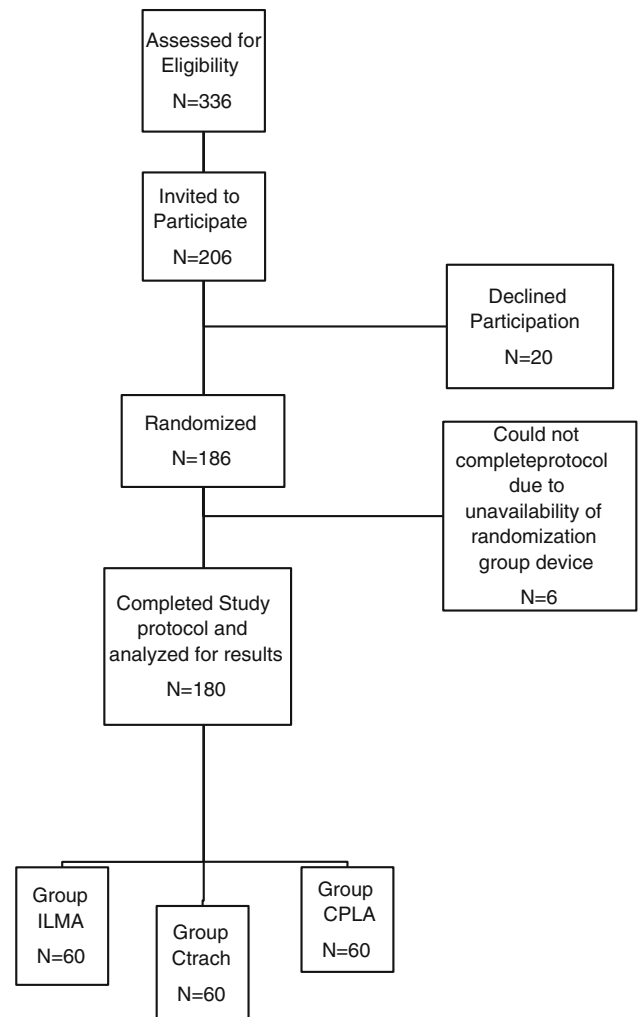 Assessed for
Eligibility
N=336
Invited to
Participate
N=206
Declined
Participation
N=20
Randomized
N=186
Could not
completeprotocol
due to
unavailability of
randomization
group device
N=6
Completed Study
protocol and
analyzed for results
N=180
Group
ILMA
N=60
Group
Ctrach
N=60
Group
CPLA
N=60